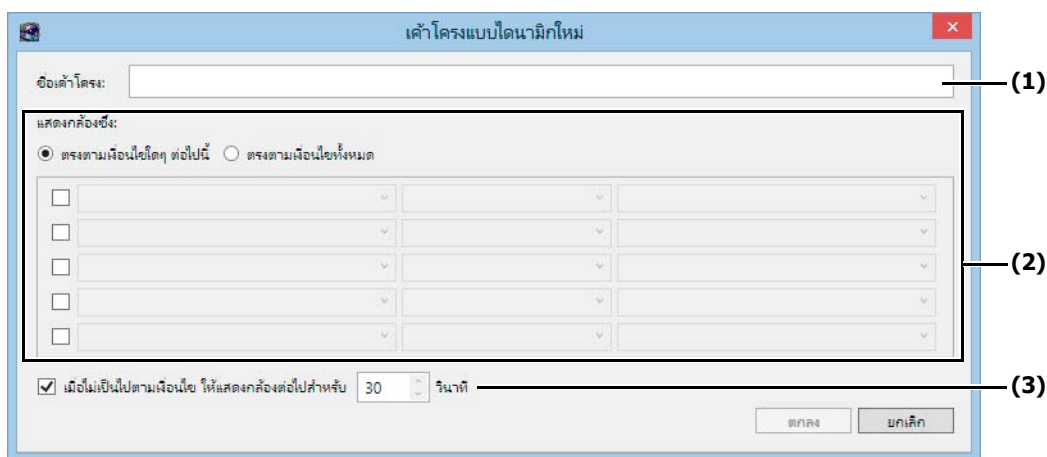 เค้าโครงแบบไดนามิกใหม่
ชื่อเค้าโครง:
(1)
แสดงกล้องซึ่ง:
ตรงตามเงื่อนไขใดๆ ต่อไปนี้ ตรงตามเงื่อนไขทั้งหมด
(2)
เมื่อไม่เป็นไปตามเงื่อนไข ให้แสดงกล้องต่อไปสำหรับ 30 วินาที
(3)
ตกลง ยกเลิก